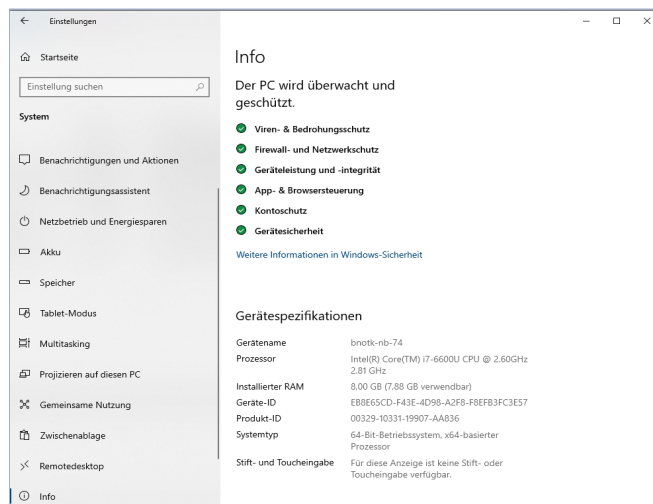 Einstellungen
Startseite
Einstellung suchen
System
Benachrichtigungen und Aktionen
Benachrichtigungsassistent
Netzbetrieb und Energiesparen
Akku
Speicher
Tablet-Modus
Multitasking
Projizieren auf diesen PC
Gemeinsame Nutzung
Zwischenablage
Remotedesktop
Info
Info
Der PC wird überwacht und
geschützt.
Viren- & Bedrohungsschutz
Firewall- und Netzwerkschutz
Geräteleistung und -integrität
App- & Browsersteuerung
Kontoschutz
Gerätesicherheit
Weitere Informationen in Windows-Sicherheit
Gerätespezifikationen
Gerätename bnotk-nb-74
Prozessor Intel(R) Core(TM) i7-6600U CPU @ 2.60GHz
2.81 GHz
Installierter RAM 8,00 GB (7,88 GB verwendbar)
Geräte-ID EB8E65CD-F43E-4D98-A2F8-F8EFB3FC3E57
Produkt-ID 00329-10331-19907-AA836
Systemtyp 64-Bit-Betriebssystem, x64-basierter
Prozessor
Stift- und Toucheingabe Für diese Anzeige ist keine Stift- oder
Toucheingabe verfügbar.